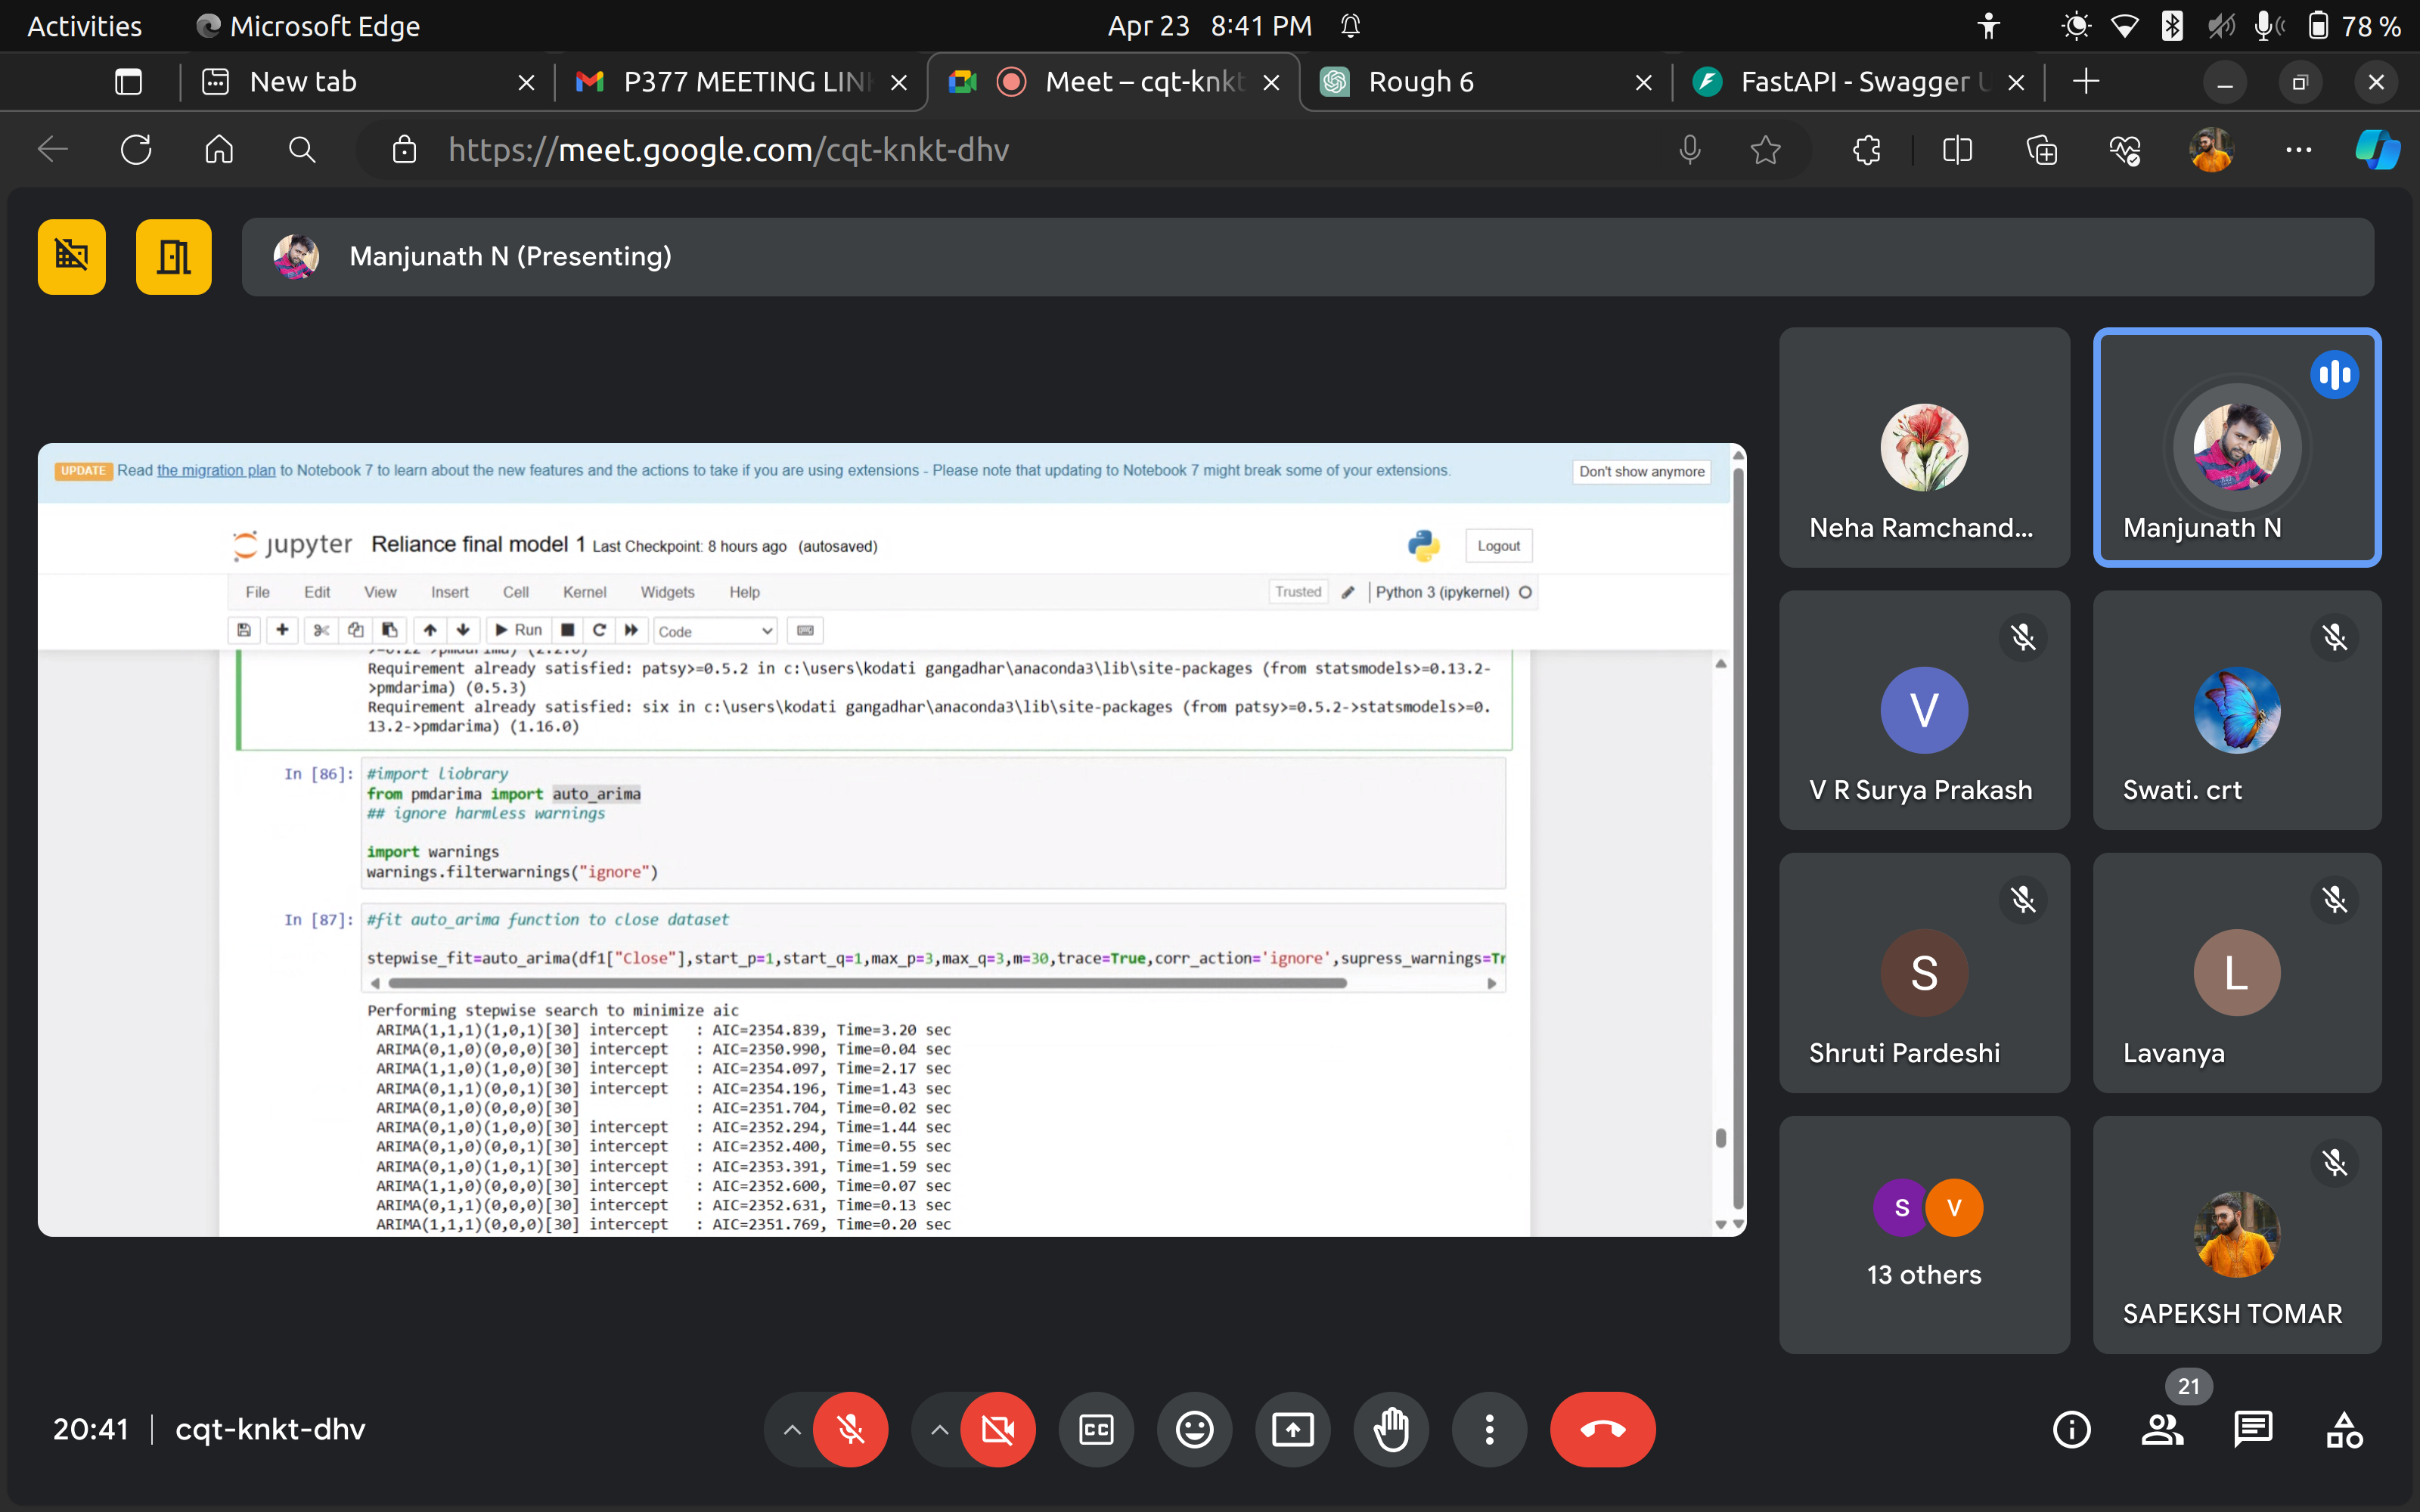 Activities Microsoft Edge Apr 23 8:41 PM 78 %
New tab P377 MEETING LIN Meet – cqt-knkt Rough 6 FastAPI - Swagger
https://meet.google.com/cqt-knkt-dhv
Manjunath N (Presenting)
UPDATE Read the migration plan to Notebook 7 to learn about the new features and the actions to take if you are using extensions - Please note that updating to Notebook 7 might break some of your extensions. Don't show anymore
jupyter Reliance final model 1 Last Checkpoint: 8 hours ago (autosaved) Logout
File Edit View Insert Cell Kernel Widgets Help Trusted Python 3 (ipykernel)
Run Code
Requirement already satisfied: patsy>=0.5.2 in c:\users\kodati gangadhar\anaconda3\lib\site-packages (from statsmodels>=0.13.2-
>pmdarima) (0.5.3)
Requirement already satisfied: six in c:\users\kodati gangadhar\anaconda3\lib\site-packages (from patsy>=0.5.2->statsmodels>=0.
13.2->pmdarima) (1.16.0)
In [86]: #import liobrary
from pmdarima import auto_arima
## ignore harmless warnings
import warnings
warnings.filterwarnings("ignore")
In [87]: #fit auto_arima function to close dataset
stepwise_fit=auto_arima(df1["Close"],start_p=1,start_q=1,max_p=3,max_q=3,m=30,trace=True,corr_action='ignore',supress_warnings=Tr
Performing stepwise search to minimize aic
ARIMA(1,1,1)(1,0,1)[30] intercept : AIC=2354.839, Time=3.20 sec
ARIMA(0,1,0)(0,0,0)[30] intercept : AIC=2350.990, Time=0.04 sec
ARIMA(1,1,0)(1,0,0)[30] intercept : AIC=2354.097, Time=2.17 sec
ARIMA(0,1,1)(0,0,1)[30] intercept : AIC=2354.196, Time=1.43 sec
ARIMA(0,1,0)(0,0,0)[30] : AIC=2351.704, Time=0.02 sec
ARIMA(0,1,0)(1,0,0)[30] intercept : AIC=2352.294, Time=1.44 sec
ARIMA(0,1,0)(0,0,1)[30] intercept : AIC=2352.400, Time=0.55 sec
ARIMA(0,1,0)(1,0,1)[30] intercept : AIC=2353.391, Time=1.59 sec
ARIMA(1,1,0)(0,0,0)[30] intercept : AIC=2352.600, Time=0.07 sec
ARIMA(0,1,1)(0,0,0)[30] intercept : AIC=2352.631, Time=0.13 sec
ARIMA(1,1,1)(0,0,0)[30] intercept : AIC=2351.769, Time=0.20 sec
Neha Ramchand... Manjunath N
V
V R Surya Prakash Swati. crt
S L
Shruti Pardeshi Lavanya
S V
13 others SAPEKSH TOMAR
20:41 cqt-knkt-dhv CC 21